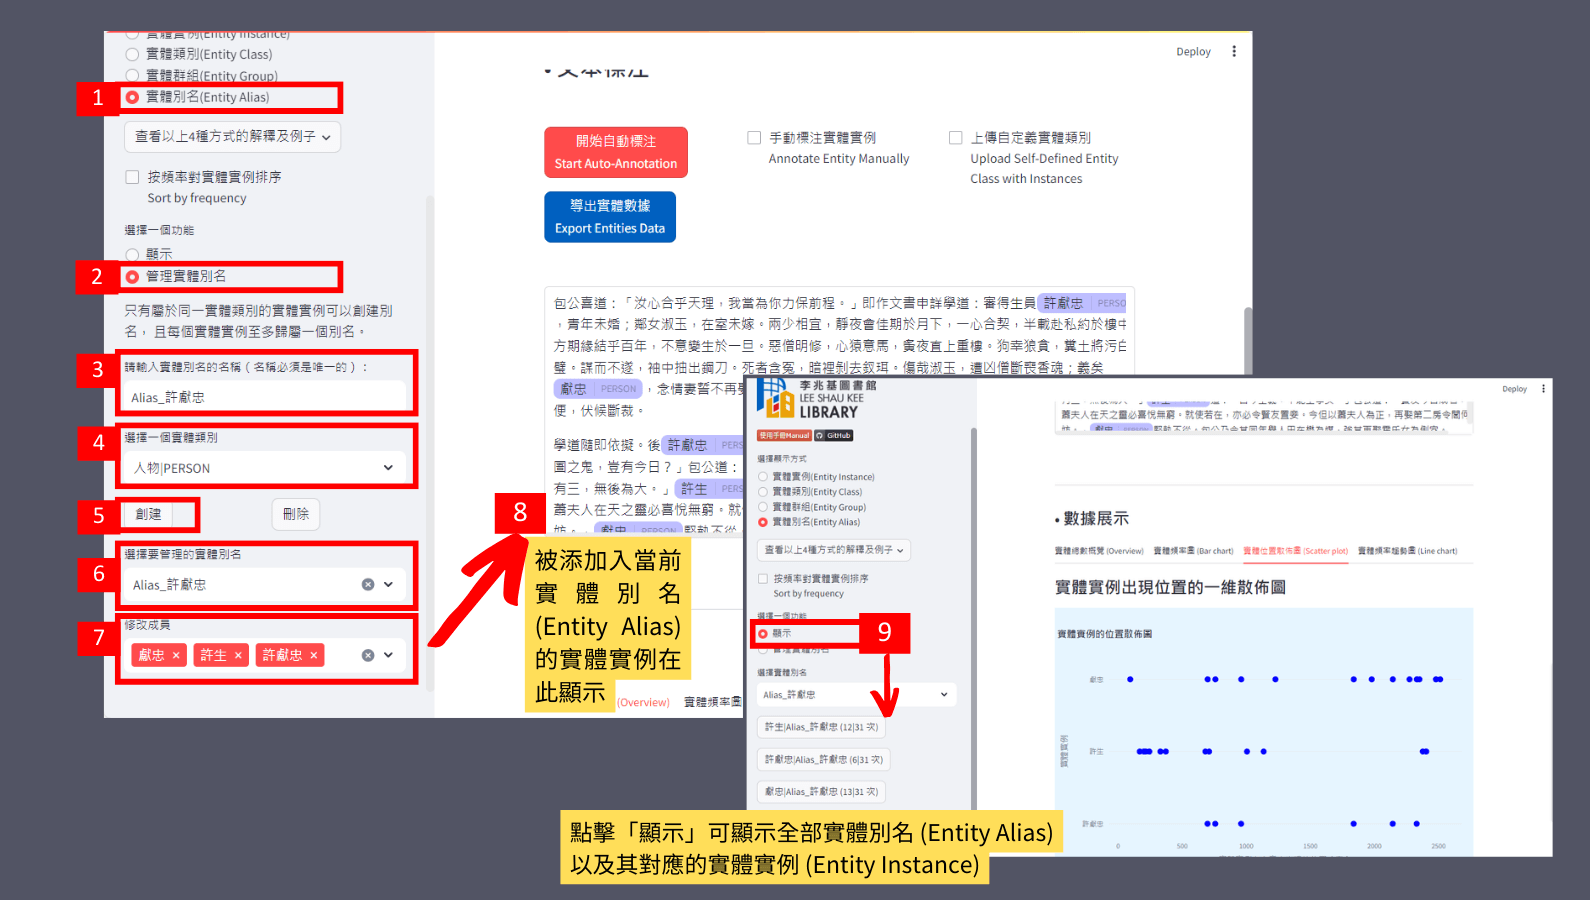 實體實例(Entity Instance)
實體類別(Entity Class)
實體群組(Entity Group)
1
實體別名(Entity Alias)
查看以上4種方式的解釋及例子
按頻率對實體實例排序
Sort by frequency
選擇一個功能
顯示
2
管理實體別名
只有屬於同一實體類別的實體實例可以創建別
名， 且每個實體實例至多歸屬一個別名。
3
請輸入實體別名的名稱（名稱必須是唯一的）：
Alias_許獻忠
4
選擇一個實體類別
人物|PERSON
5
創建
刪除
選擇要管理的實體別名
6
Alias_許獻忠
7
修改成員
獻忠 ×
許生 ×
許獻忠 ×
Deploy
• 文本標注
開始自動標注
Start Auto-Annotation
手動標注實體實例
Annotate Entity Manually
上傳自定義實體類別
Upload Self-Defined Entity
Class with Instances
導出實體數據
Export Entities Data
包公喜道：「汝心合乎天理，我當為你力保前程。」即作文書申詳學道：審得生員 許獻忠 PERSO
，青年未婚；鄰女淑玉，在室未嫁。兩少相宜，靜夜會佳期於月下，一心合契，半載赴私約於樓中
方期緣結乎百年，不意變生於一旦。惡僧明修，心猿意馬，夤夜直上重樓。狗幸狼貪，糞土將污白
璧。謀而不遂，袖中抽出鋼刀。死者含冤，暗裡剝去釵珥。傷哉淑玉，遭凶僧斷喪香魂；義矣
獻忠 PERSON ，念情妻誓不再
便，伏候斷裁。
學道隨即依擬。後 許獻忠 PERS
圄之鬼，豈有今日？」包公道：
有三，無後為大。」 許生 PERS
蕭夫人在天之靈必喜悅無窮。就
妨。」 獻忠 PERSON 堅執不從
8
被添加入當前
實體別名
(Entity Alias)
的實體實例在
此顯示
(Overview)
實體頻率圖
李兆基圖書館
LEE SHAU KEE
LIBRARY
使用手冊Manual
GitHub
選擇顯示方式
實體實例(Entity Instance)
實體類別(Entity Class)
實體群組(Entity Group)
實體別名(Entity Alias)
查看以上4種方式的解釋及例子
按頻率對實體實例排序
Sort by frequency
選擇一個功能
顯示
9
管理實體別名
選擇實體別名
Alias_許獻忠
許生|Alias_許獻忠 (12|31 次)
許獻忠|Alias_許獻忠 (6|31 次)
獻忠|Alias_許獻忠 (13|31 次)
Deploy
蕭夫人在天之靈必喜悅無窮。就使若在，亦必令賢友置妾。今但以蕭夫人為正，再娶第二房令閫何
• 數據展示
實體總數概覽 (Overview)
實體頻率圖 (Bar chart)
實體位置散佈圖 (Scatter plot)
實體頻率趨勢圖 (Line chart)
實體實例出現位置的一維散佈圖
實體實例的位置散佈圖
獻忠
許生
許獻忠
實體實例
0
500
1000
1500
2000
2500
點擊「顯示」可顯示全部實體別名 (Entity Alias)
以及其對應的實體實例 (Entity Instance)